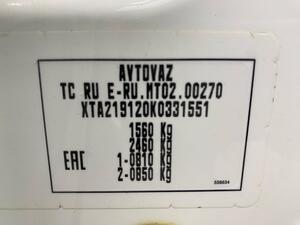 AVTOVAZ
TC RU E-RU.MT02.00270
XTA219120K0331551
1560 Kg
2460 Kg
1-0810 Kg
2-0850 Kg
EAC
558634